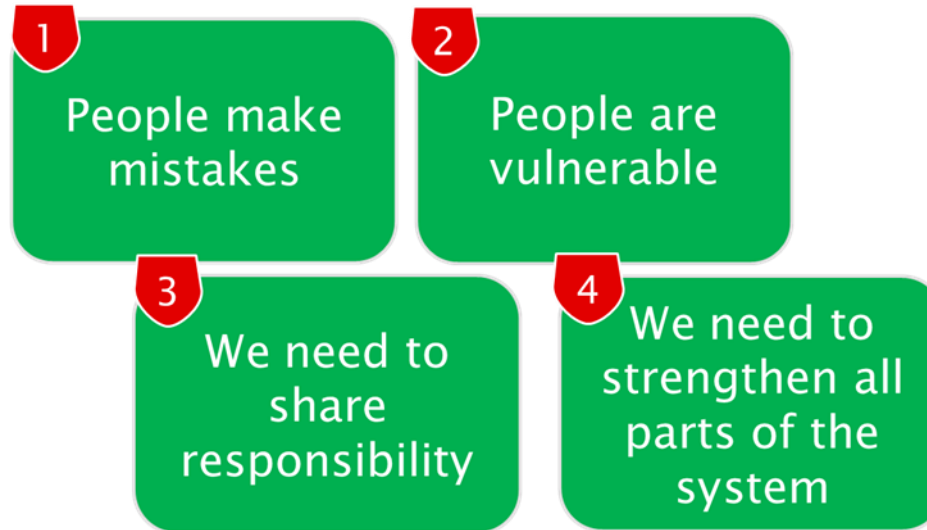 1
People make
mistakes
2
People are
vulnerable
3
We need to
share
responsibility
4
We need to
strengthen all
parts of the
system